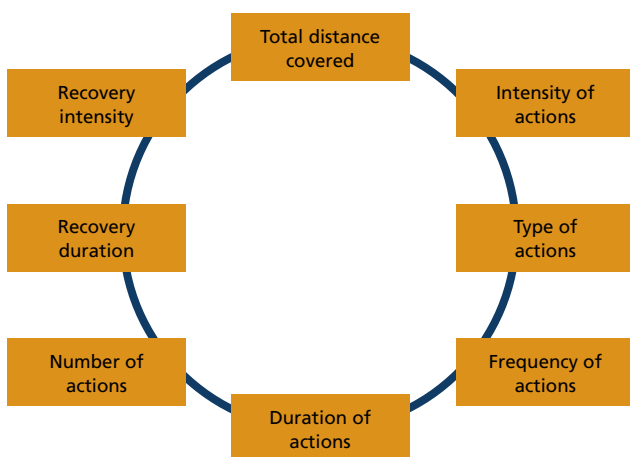 Total distance
covered
Intensity of
actions
Type of
actions
Frequency of
actions
Duration of
actions
Number of
actions
Recovery
duration
Recovery
intensity